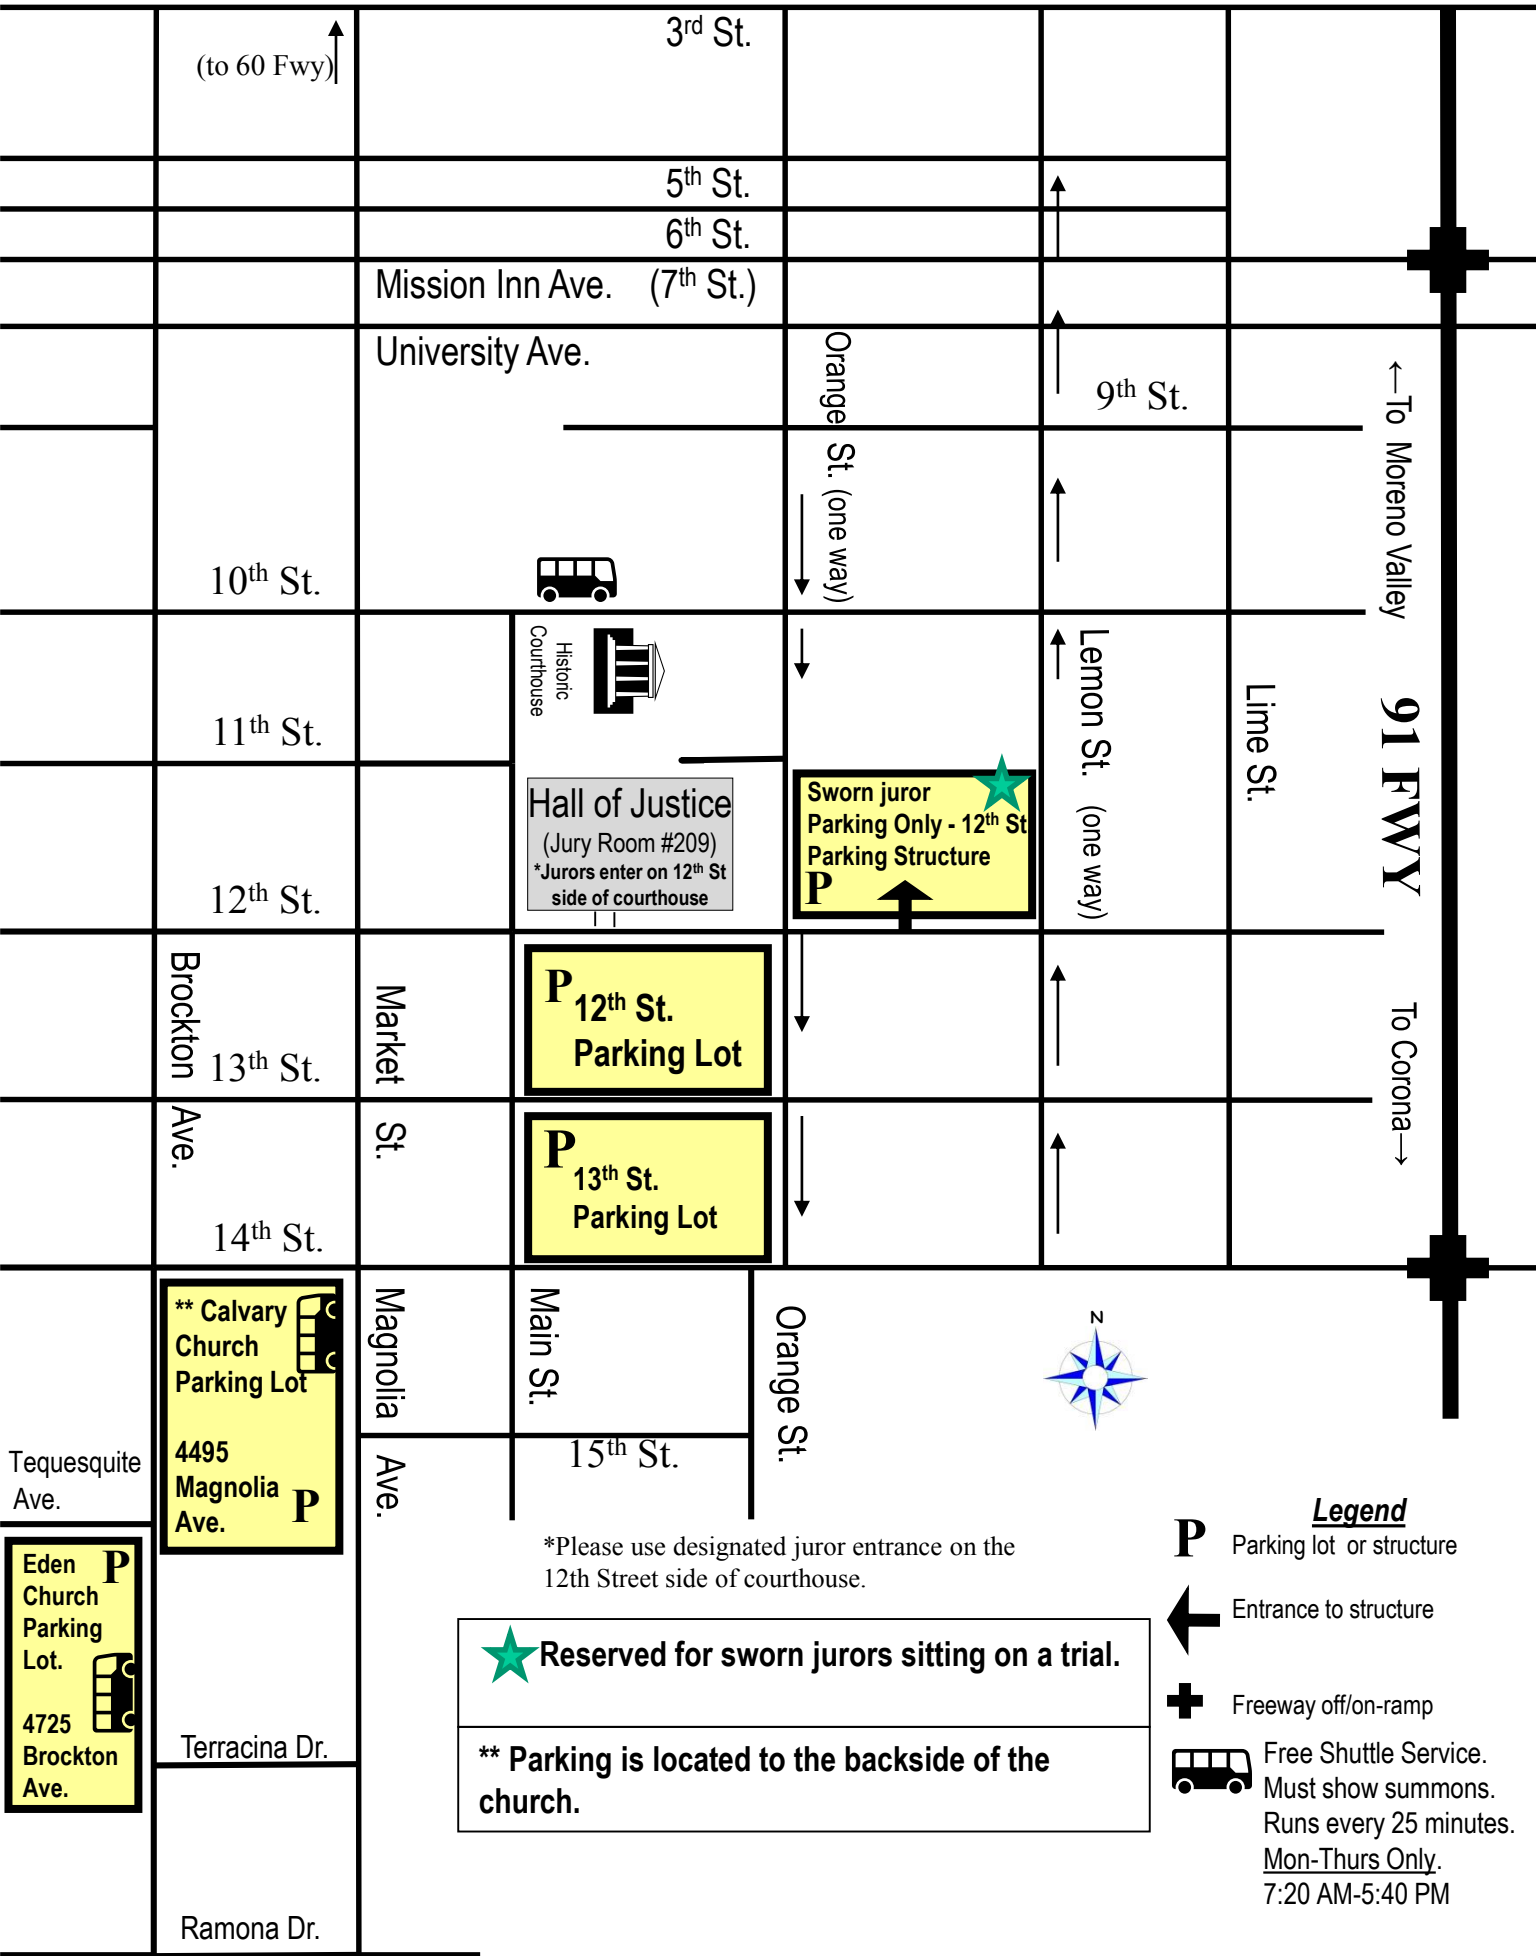 3rd St.
(to 60 Fwy)
5th St.
6th St.
Mission Inn Ave. (7th St.)
University Ave.
Orange St. (one way)
9th St.
←To Moreno Valley
10th St.
Historic
Courthouse
Lemon St. (one way)
Lime St.
91 FWY
11th St.
Hall of Justice
(Jury Room #209)
*Jurors enter on 12th St
side of courthouse
Sworn juror
Parking Only - 12th St
Parking Structure
P
12th St.
Brockton Ave.
Market St.
P
12th St.
Parking Lot
To Corona→
13th St.
P
13th St.
Parking Lot
14th St.
** Calvary
Church
Parking Lot
4495
Magnolia
Ave.
P
Magnolia Ave.
Main St.
Orange St.
N
15th St.
Tequesquite
Ave.
Eden
Church
Parking
Lot.
4725
Brockton
Ave.
P
*Please use designated juror entrance on the
12th Street side of courthouse.
Reserved for sworn jurors sitting on a trial.
** Parking is located to the backside of the
church.
Terracina Dr.
Ramona Dr.
Legend
P
Parking lot or structure
Entrance to structure
Freeway off/on-ramp
Free Shuttle Service.
Must show summons.
Runs every 25 minutes.
Mon-Thurs Only.
7:20 AM-5:40 PM